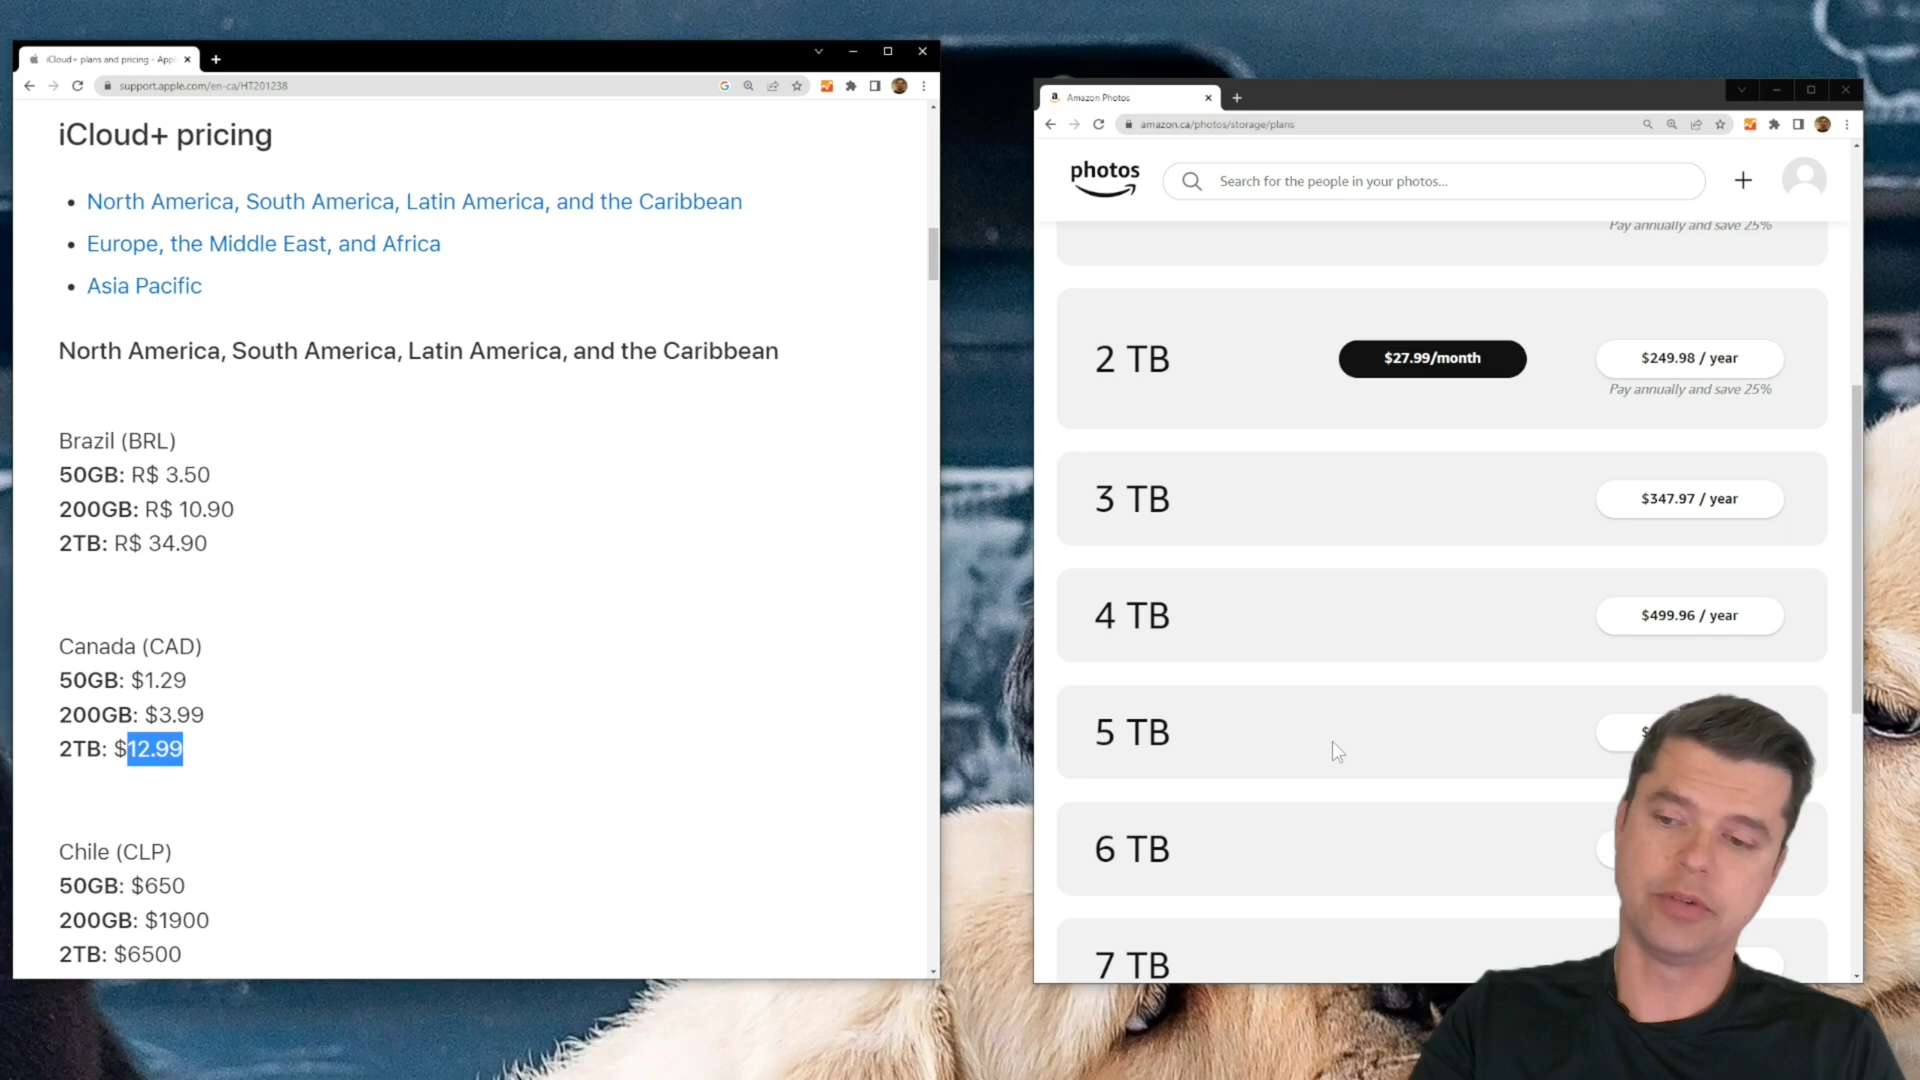 iCloud+ plans and pricing - Appl
support.apple.com/en-ca/HT201238
iCloud+ pricing
North America, South America, Latin America, and the Caribbean
Europe, the Middle East, and Africa
Asia Pacific
North America, South America, Latin America, and the Caribbean
Brazil (BRL)
50GB: R$ 3.50
200GB: R$ 10.90
2TB: R$ 34.90
Canada (CAD)
50GB: $1.29
200GB: $3.99
2TB: $12.99
Chile (CLP)
50GB: $650
200GB: $1900
2TB: $6500
Amazon Photos
amazon.ca/photos/storage/plans
photos
Search for the people in your photos...
Pay annually and save 25%
2 TB
$27.99/month
$249.98 / year
Pay annually and save 25%
3 TB
$347.97 / year
4 TB
$499.96 / year
5 TB
$
6 TB
7 TB